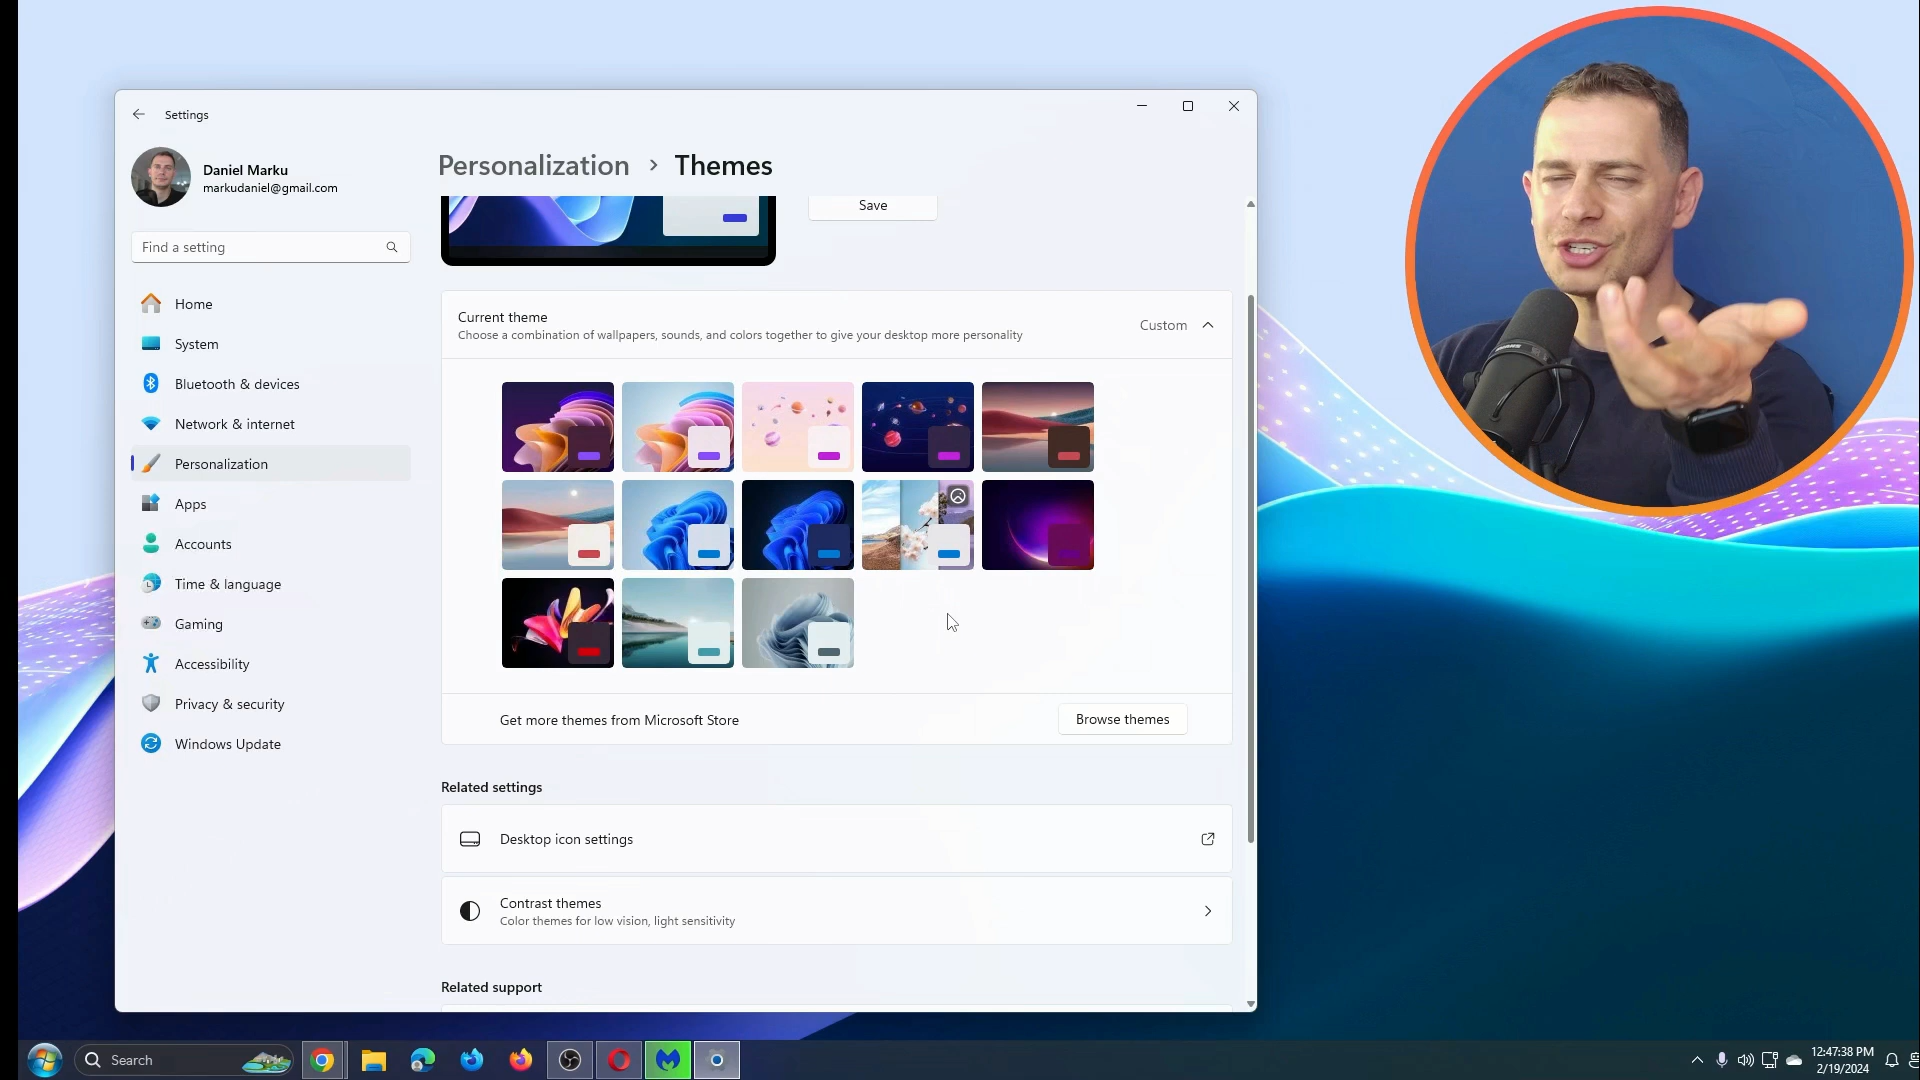 Settings
Daniel Marku
markudaniel@gmail.com
Find a setting
Home
System
Bluetooth & devices
Network & internet
Personalization
Apps
Accounts
Time & language
Gaming
Accessibility
Privacy & security
Windows Update
Personalization > Themes
Save
Current theme
Choose a combination of wallpapers, sounds, and colors together to give your desktop more personality
Custom
Get more themes from Microsoft Store
Browse themes
Related settings
Desktop icon settings
Contrast themes
Color themes for low vision, light sensitivity
Related support
Search
12:47:38 PM
2/19/2024